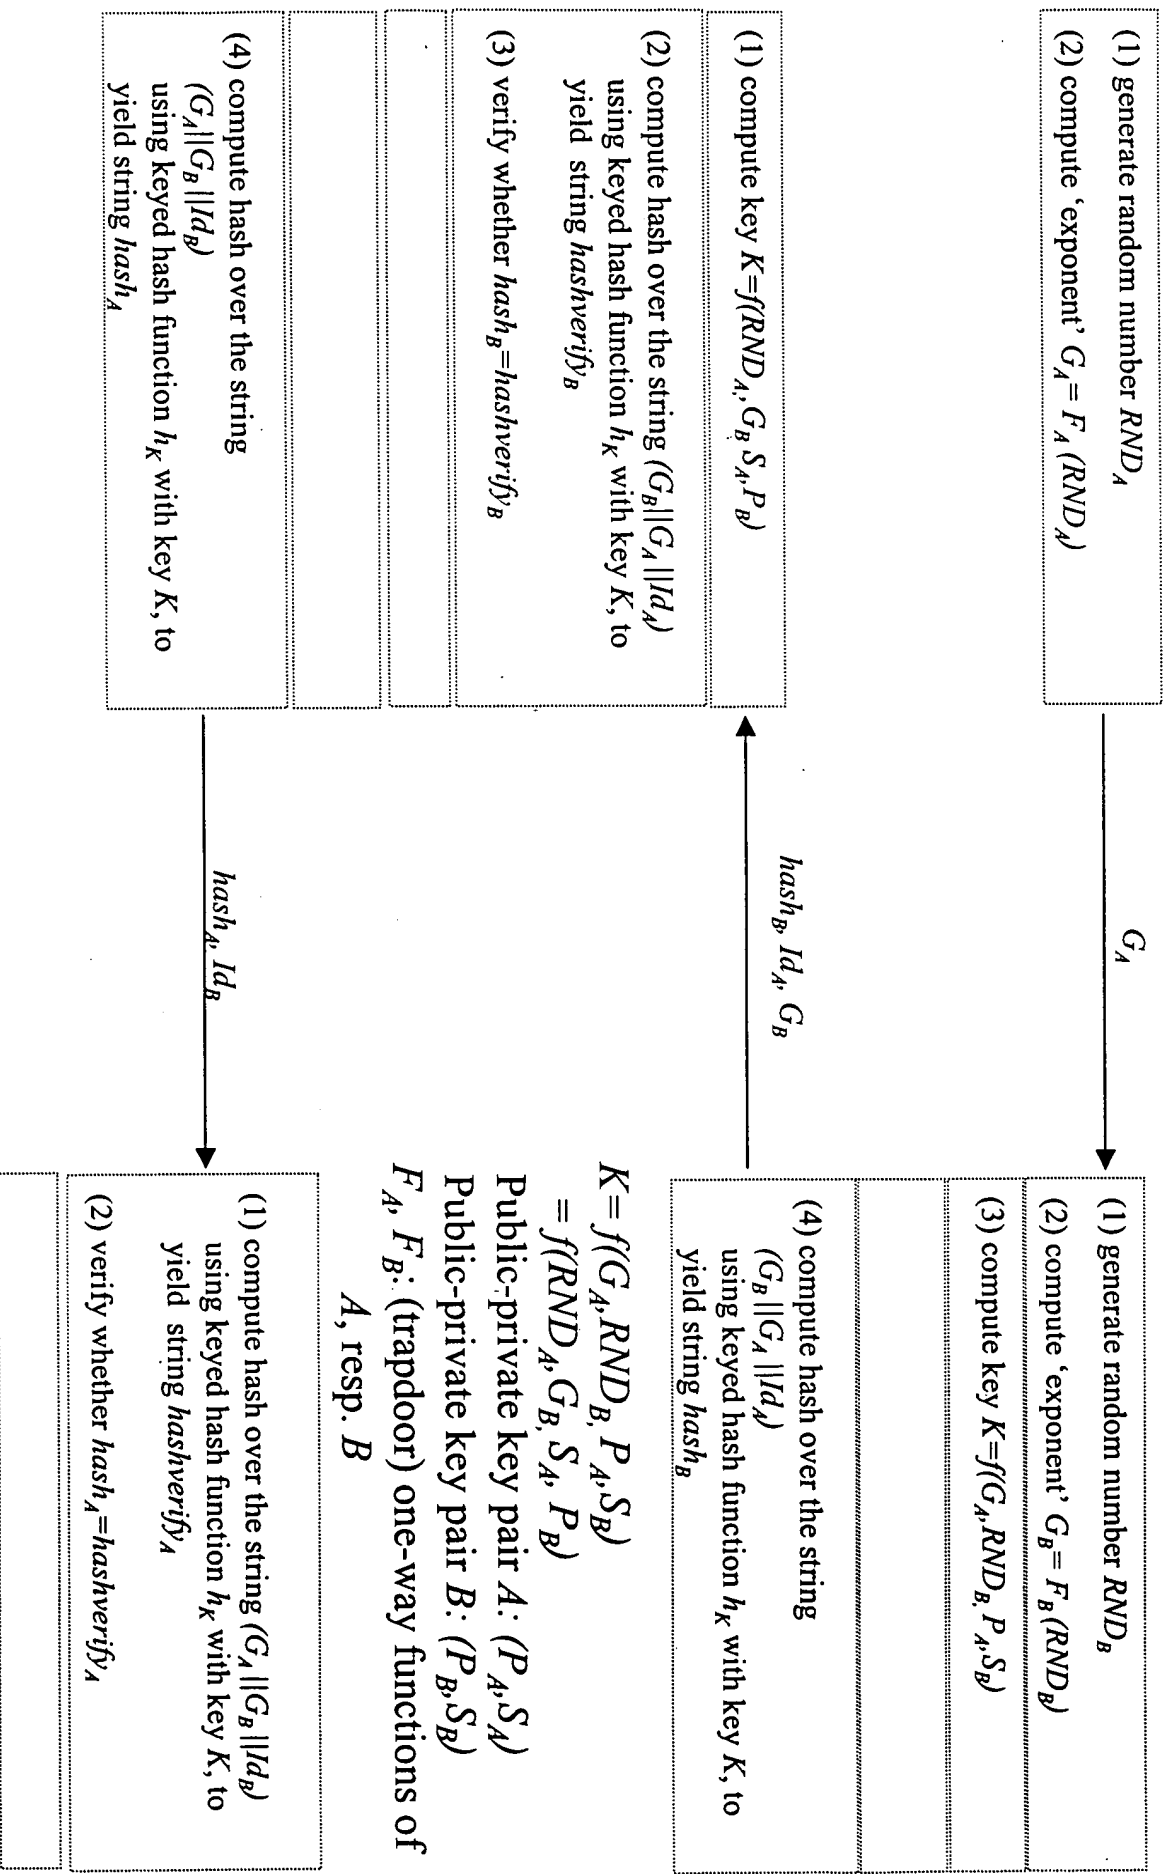 (1) generate random number RND_A
(2) compute ‘exponent’ G_A= F_A (RND_A)
G_A
(1) generate random number RND_B
(2) compute ‘exponent’ G_B= F_B (RND_B)
(3) compute key K=f(G_A,RND_B, P_A,S_B)
(4) compute hash over the string
(G_B||G_A||Id_A)
using keyed hash function h_K with key K, to
yield string hash_B
hash_B, Id_A, G_B
(1) compute key K=f(RND_A,,G_B S_A,P_B)
(2) compute hash over the string (G_B||G_A||Id_A)
using keyed hash function h_K with key K, to
yield string hashverify_B
(3) verify whether hash_B=hashverify_B
(4) compute hash over the string
(G_A||G_B||Id_B)
using keyed hash function h_K with key K, to
yield string hash_A
hash_A, Id_B
K= f(G_A,RND_B, P_A,S_B)
= f(RND_A,G_B, S_A, P_B)
Public-private key pair A: (P_A,S_A)
Public-private key pair B: (P_B,S_B)
F_A, F_B: (trapdoor) one-way functions of
A, resp. B
(1) compute hash over the string (G_A||G_B||Id_B)
using keyed hash function h_K with key K, to
yield string hashverify_A
(2) verify whether hash_A=hashverify_A